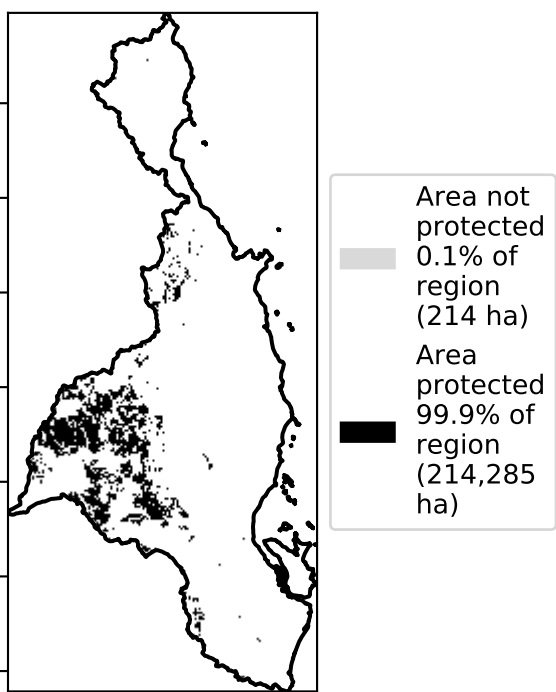 Area not
protected
0.1% of
region
(214 ha)
Area
protected
99.9% of
region
(214,285
ha)